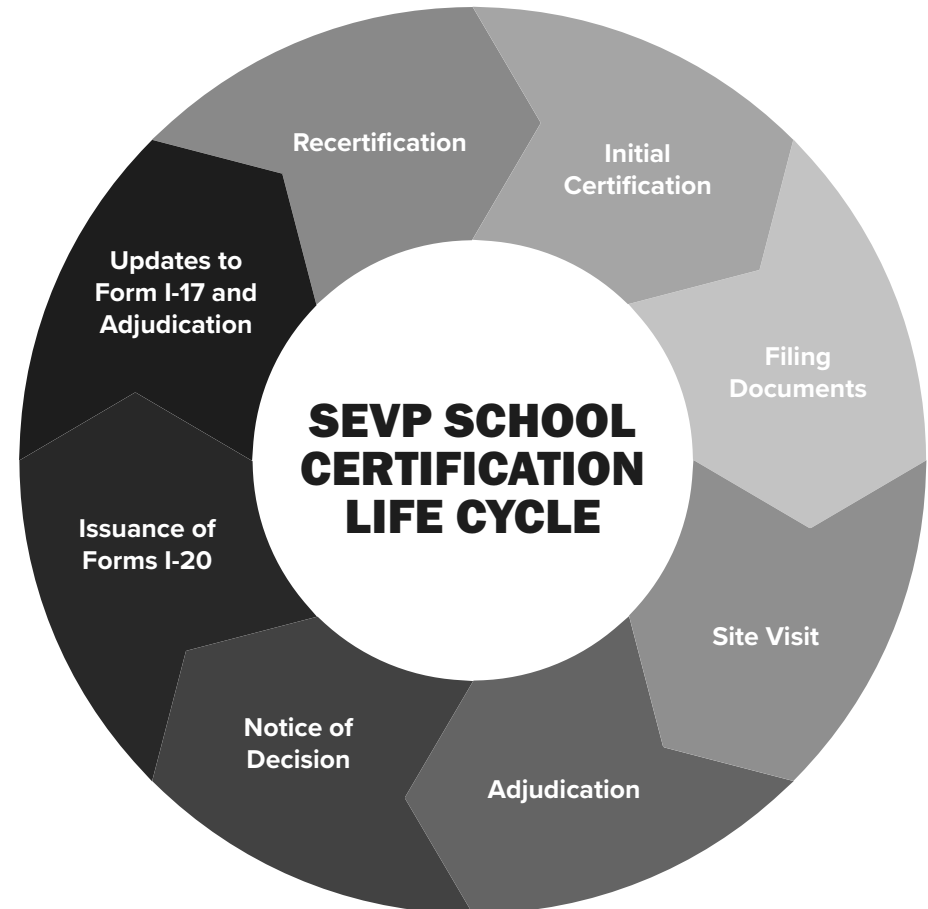 SEVP SCHOOL
CERTIFICATION
LIFE CYCLE
Initial
Certification
Filing
Documents
Site Visit
Adjudication
Notice of
Decision
Issuance of
Forms I-20
Updates to
Form I-17 and
Adjudication
Recertification